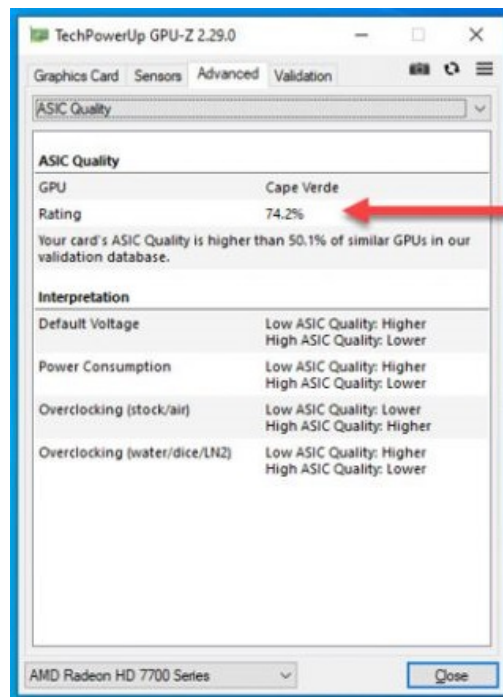 TechPowerUp GPU-Z 2.29.0
Graphics Card Sensors Advanced Validation
ASIC Quality
ASIC Quality
GPU Cape Verde
Rating 74.2%
Your card's ASIC Quality is higher than 50.1% of similar GPUs in our
validation database.
Interpretation
Default Voltage Low ASIC Quality: Higher
High ASIC Quality: Lower
Power Consumption Low ASIC Quality: Higher
High ASIC Quality: Lower
Overclocking (stock/air) Low ASIC Quality: Lower
High ASIC Quality: Higher
Overclocking (water/dice/LN2) Low ASIC Quality: Higher
High ASIC Quality: Lower
AMD Radeon HD 7700 Series Close